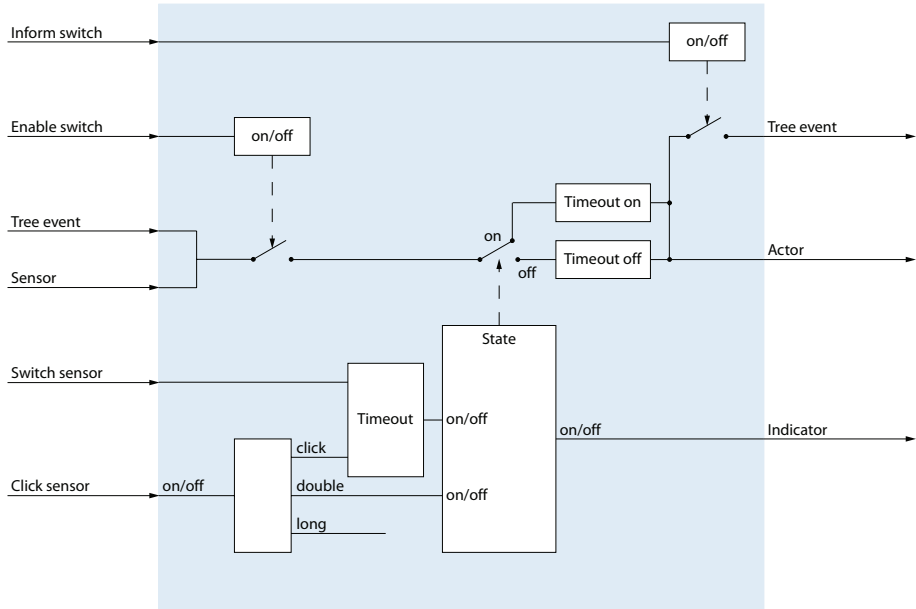 Inform switch
on/off
Enable switch
on/off
Tree event
Tree event
Timeout on
on
Timeout off
off
Actor
Sensor
State
Switch sensor
Timeout
on/off
on/off
Indicator
click
Click sensor
on/off
double
on/off
long